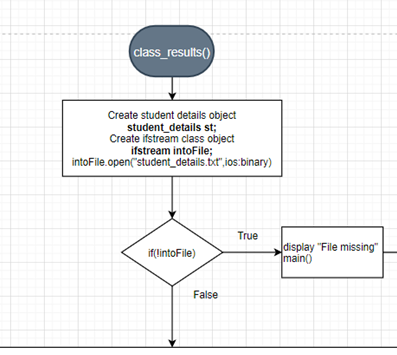 class_results()
Create student details object
student_details st;
Create ifstream class object
ifstream intoFile;
intoFile.open("student_details.txt",ios:binary)
if(!intoFile)
True
display "File missing"
main()
False